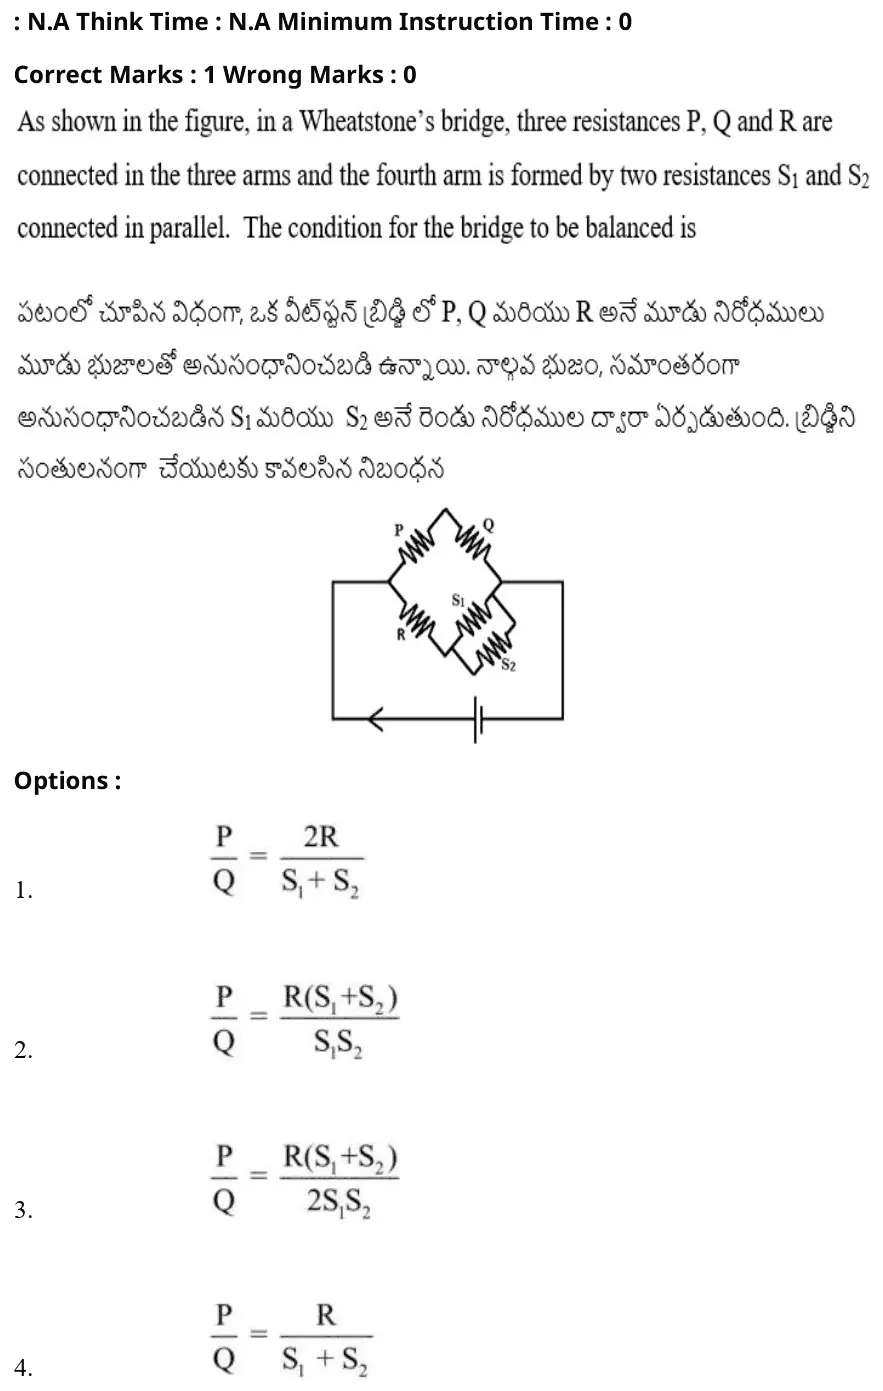 : N.A Think Time : N.A Minimum Instruction Time : 0
Correct Marks : 1 Wrong Marks : 0
As shown in the figure, in a Wheatstone's bridge, three resistances P, Q and R are
connected in the three arms and the fourth arm is formed by two resistances S₁ and S₂
connected in parallel. The condition for the bridge to be balanced is
పటంలో చూపిన విధంగా, ఒక వీట్‌స్టన్ బ్రిడ్జి లో P, Q మరియు R అనే మూడు నిరోధములు
మూడు భుజాలతో అనుసంధానించబడి ఉన్నాయి. నాల్గవ భుజం, సమాంతరంగా
అనుసంధానించబడిన S₁ మరియు S₂ అనే రెండు నిరోధముల ద్వారా ఏర్పడుతుంది. బ్రిడ్జిని
సంతులనంగా చేయుటకు కావలసిన నిబంధన
P Q
S₁
R
S₂
Options :
1. P/Q = 2R/(S₁+ S₂)
2. P/Q = R(S₁+S₂)/S₁S₂
3. P/Q = R(S₁+S₂)/2S₁S₂
4. P/Q = R/(S₁ + S₂)